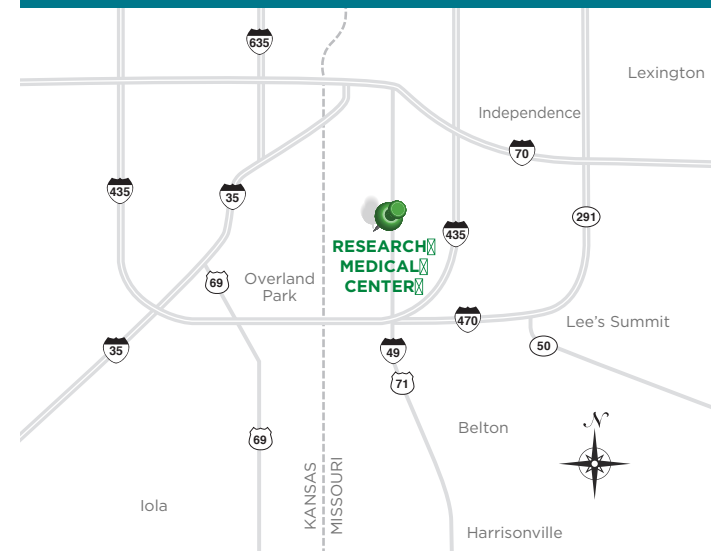 635
Lexington
Independence
70
435
35
291
RESEARCH
MEDICAL
CENTER
435
69
Overland
Park
470
Lee's Summit
35
49
50
71
N
Belton
69
KANSAS
MISSOURI
Iola
Harrisonville